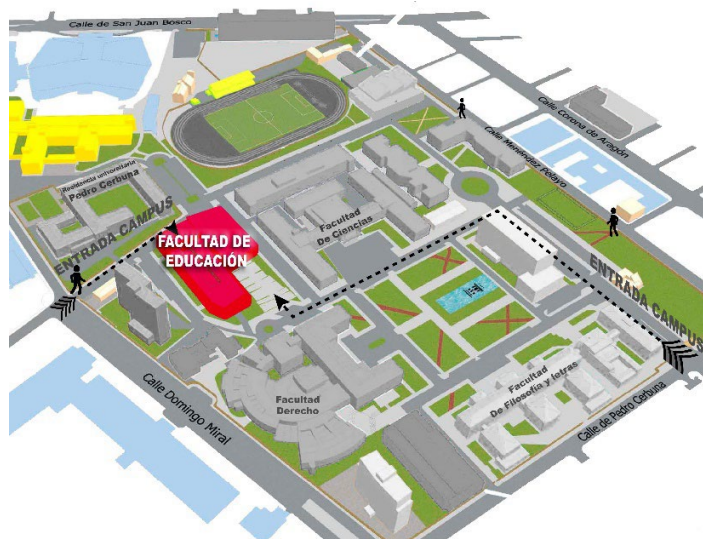 Calle de San Juan Bosco
Calle Corona de Aragón
Calle Menéndez Pelayo
Residencia universitaria
Pedro Cerbuna
ENTRADA CAMPUS
FACULTAD DE
EDUCACIÓN
Facultad
De Ciencias
ENTRADA CAMPUS
Facultad
De Filosofía y letras
Facultad
Derecho
Calle Domingo Miral
Calle de Pedro Cerbuna